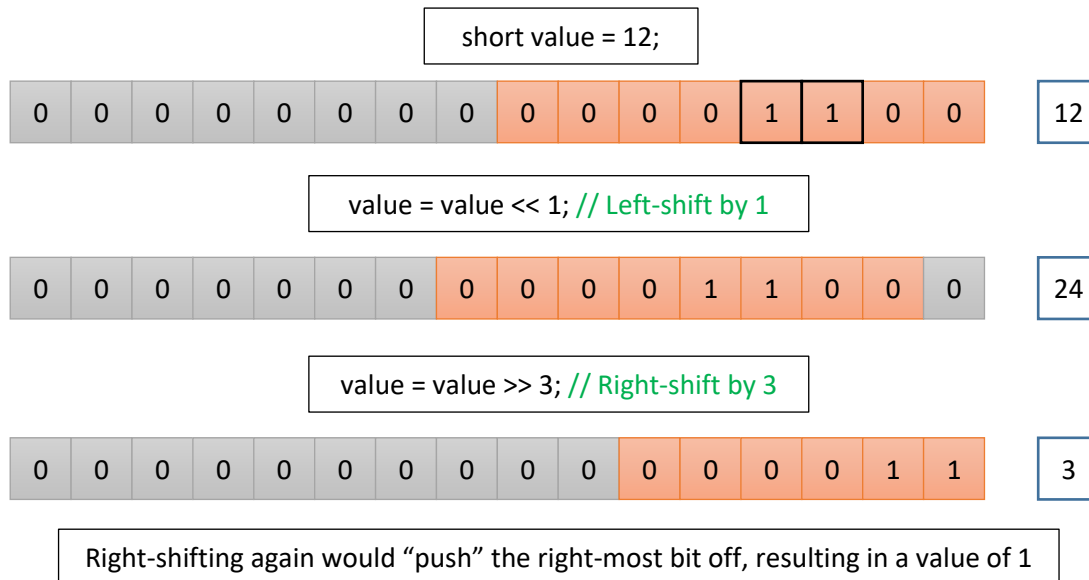 short value = 12;
0 0 0 0 0 0 0 0 0 0 0 0 1 1 0 0 12
value = value << 1; // Left-shift by 1
0 0 0 0 0 0 0 0 0 0 0 1 1 0 0 0 24
value = value >> 3; // Right-shift by 3
0 0 0 0 0 0 0 0 0 0 0 0 0 0 1 1 3
Right-shifting again would “push” the right-most bit off, resulting in a value of 1